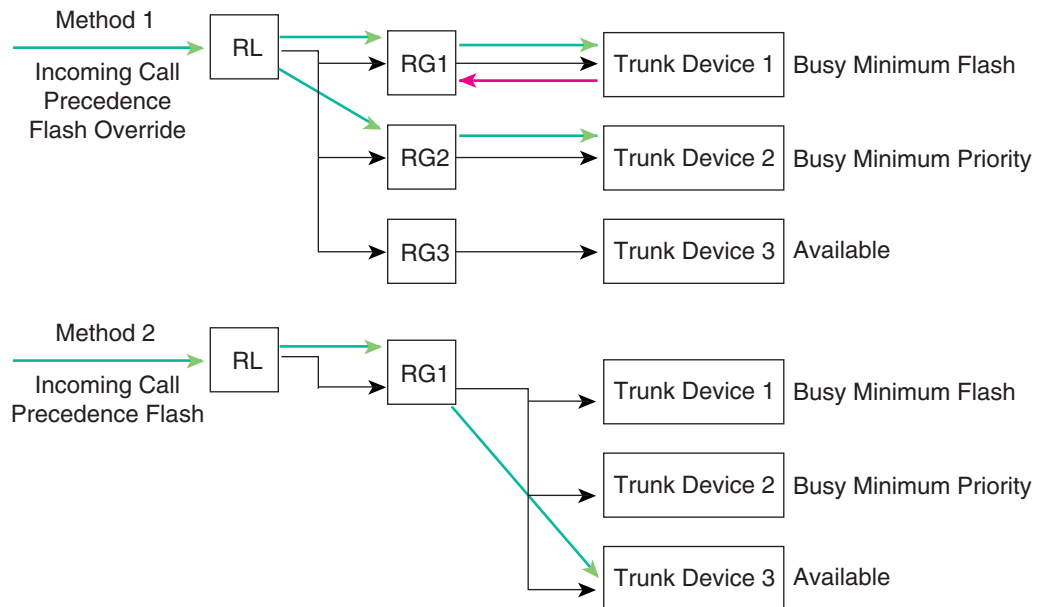 Method 1
Incoming Call
Precedence
Flash Override
RL
RG1
Trunk Device 1
Busy Minimum Flash
RG2
Trunk Device 2
Busy Minimum Priority
RG3
Trunk Device 3
Available
Method 2
Incoming Call
Precedence Flash
RL
RG1
Trunk Device 1
Busy Minimum Flash
Trunk Device 2
Busy Minimum Priority
Trunk Device 3
Available